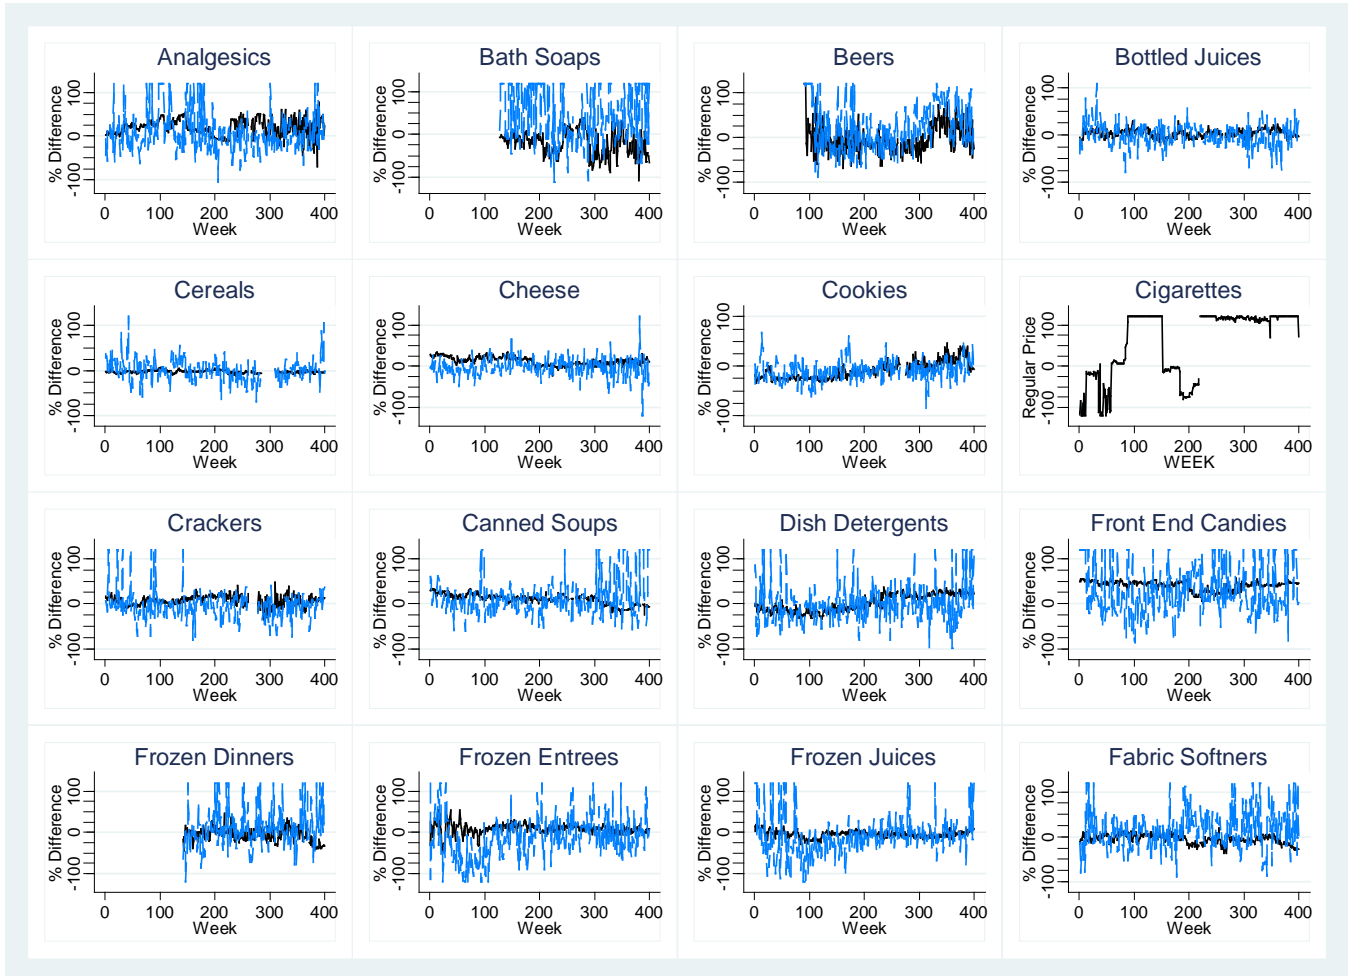 Analgesics
% Difference
100
0
-100
0 100 200 300 400
Week
Bath Soaps
% Difference
100
0
-100
0 100 200 300 400
Week
Beers
% Difference
100
0
-100
0 100 200 300 400
Week
Bottled Juices
% Difference
100
0
-100
0 100 200 300 400
Week
Cereals
% Difference
100
0
-100
0 100 200 300 400
Week
Cheese
% Difference
100
0
-100
0 100 200 300 400
Week
Cookies
% Difference
100
0
-100
0 100 200 300 400
Week
Cigarettes
Regular Price
100
0
-100
0 100 200 300 400
WEEK
Crackers
% Difference
100
0
-100
0 100 200 300 400
Week
Canned Soups
% Difference
100
0
-100
0 100 200 300 400
Week
Dish Detergents
% Difference
100
0
-100
0 100 200 300 400
Week
Front End Candies
% Difference
100
0
-100
0 100 200 300 400
Week
Frozen Dinners
% Difference
100
0
-100
0 100 200 300 400
Week
Frozen Entrees
% Difference
100
0
-100
0 100 200 300 400
Week
Frozen Juices
% Difference
100
0
-100
0 100 200 300 400
Week
Fabric Softners
% Difference
100
0
-100
0 100 200 300 400
Week